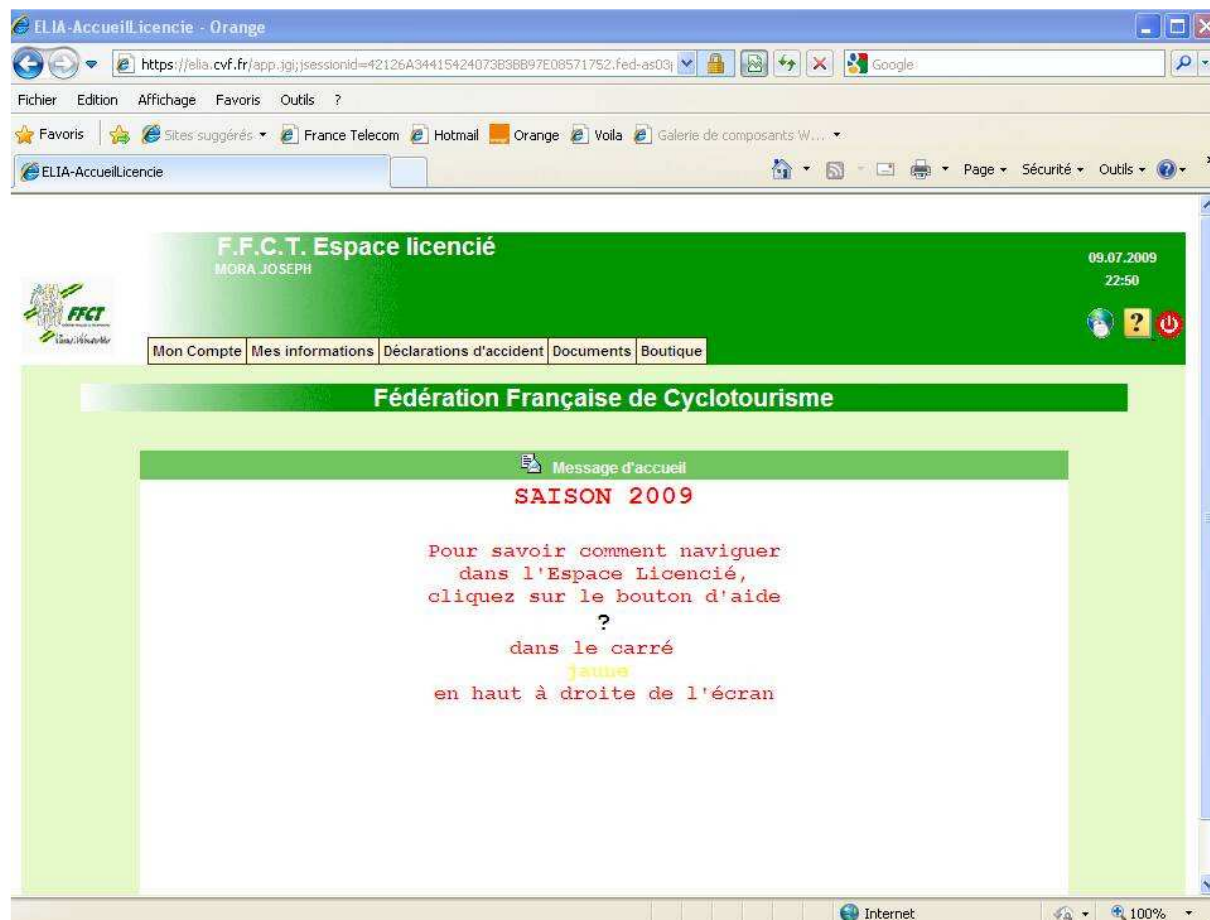 ELIA-AccueilLicencie - Orange
https://elia.cvf.fr/app.jgi;jsessionid=42126A34415424073B3BB97E08571752.fed-as03j
Google
Fichier Edition Affichage Favoris Outils ?
Favoris Sites suggérés France Telecom Hotmail Orange Voila Galerie de composants W...
ELIA-AccueilLicencie
Page Sécurité Outils
F.F.C.T. Espace licencié
MORA JOSEPH
09.07.2009
22:50
FFCT
?
Mon Compte Mes informations Déclarations d'accident Documents Boutique
Fédération Française de Cyclotourisme
Message d'accueil
SAISON 2009
Pour savoir comment naviguer
dans l'Espace Licencié,
cliquez sur le bouton d'aide
?
dans le carré
jaune
en haut à droite de l'écran
Internet
100%